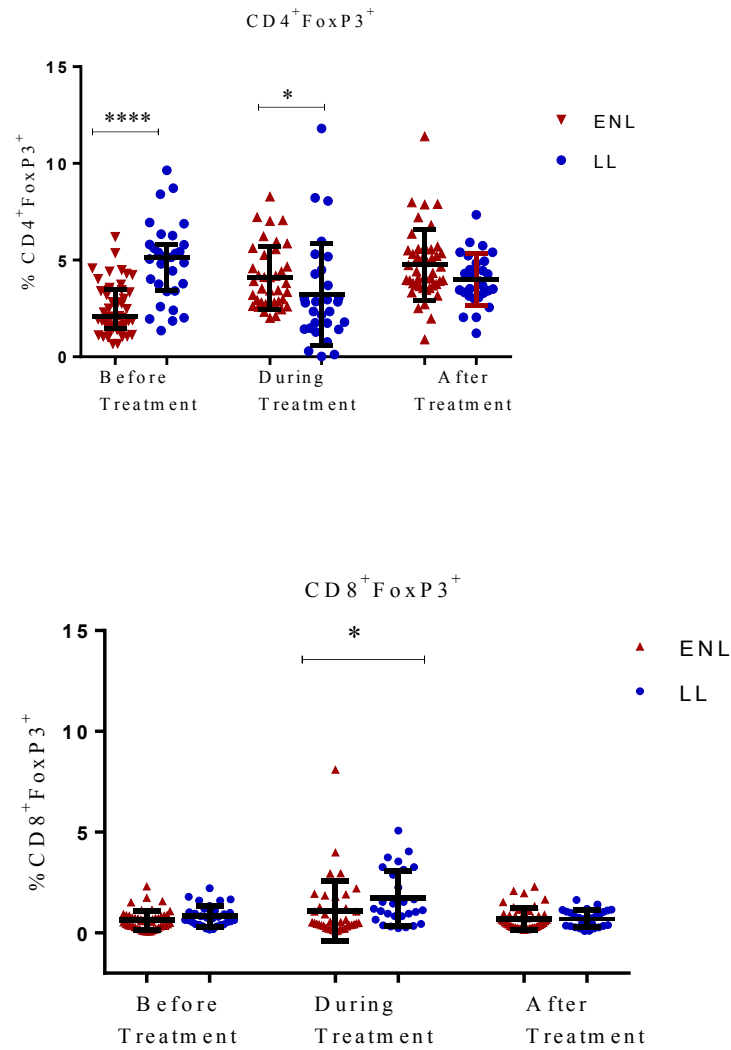 CD4+FoxP3+
15
10
5
0
% CD4+FoxP3+
****
*
ENL
LL
Before Treatment
During Treatment
After Treatment
CD8+FoxP3+
15
10
5
0
%CD8+FoxP3+
*
ENL
LL
Before Treatment
During Treatment
After Treatment